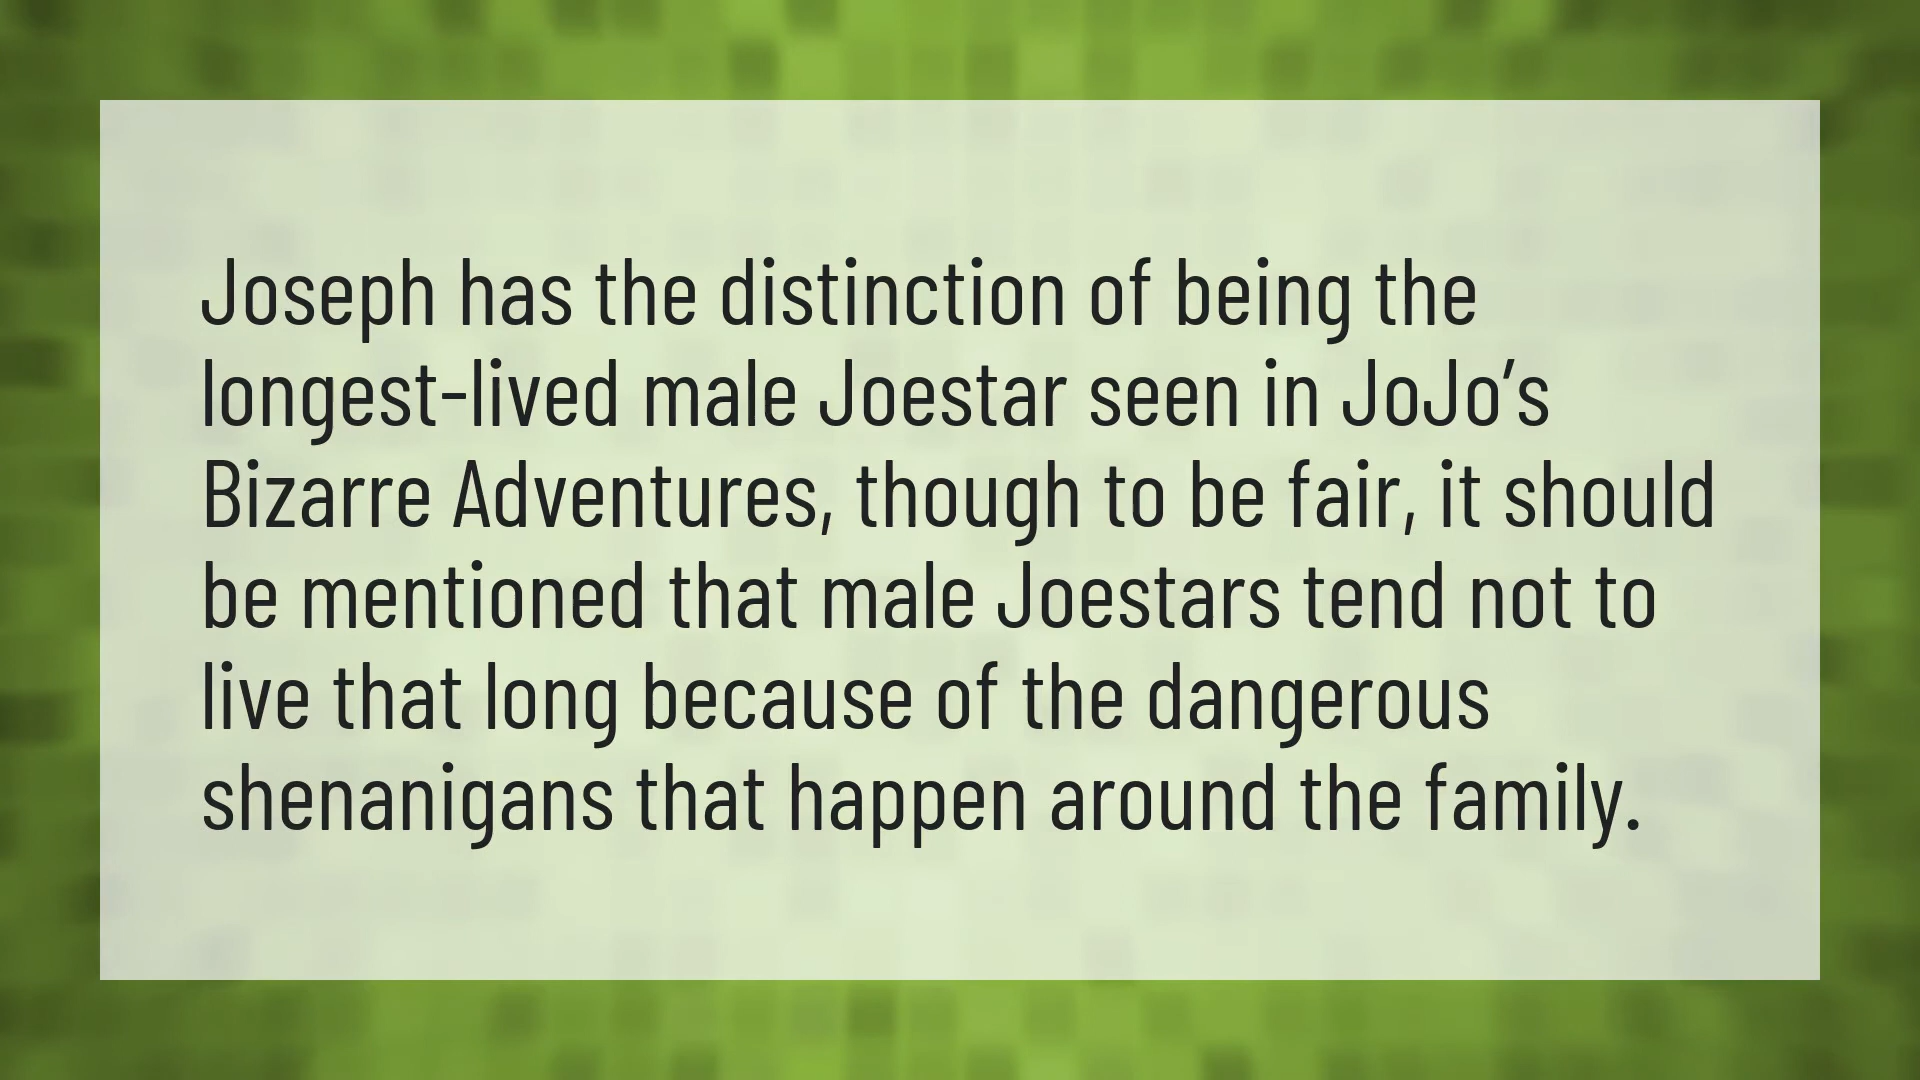 Joseph has the distinction of being the
longest-lived male Joestar seen in JoJo’s
Bizarre Adventures, though to be fair, it should
be mentioned that male Joestars tend not to
live that long because of the dangerous
shenanigans that happen around the family.